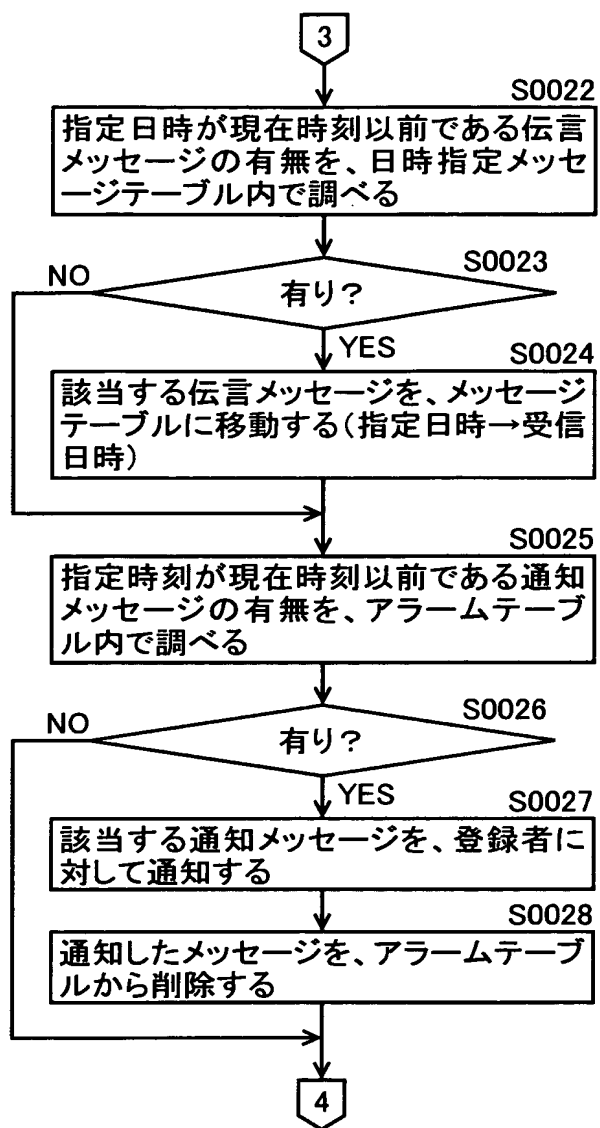 3
S0022
指定日時が現在時刻以前である伝言
メッセージの有無を、日時指定メッセ
ージテーブル内で調べる
S0023
NO
有り?
YES
S0024
該当する伝言メッセージを、メッセージ
テーブルに移動する(指定日時→受信
日時)
S0025
指定時刻が現在時刻以前である通知
メッセージの有無を、アラームテーブ
ル内で調べる
S0026
NO
有り?
YES
S0027
該当する通知メッセージを、登録者に
対して通知する
S0028
通知したメッセージを、アラームテーブ
ルから削除する
4